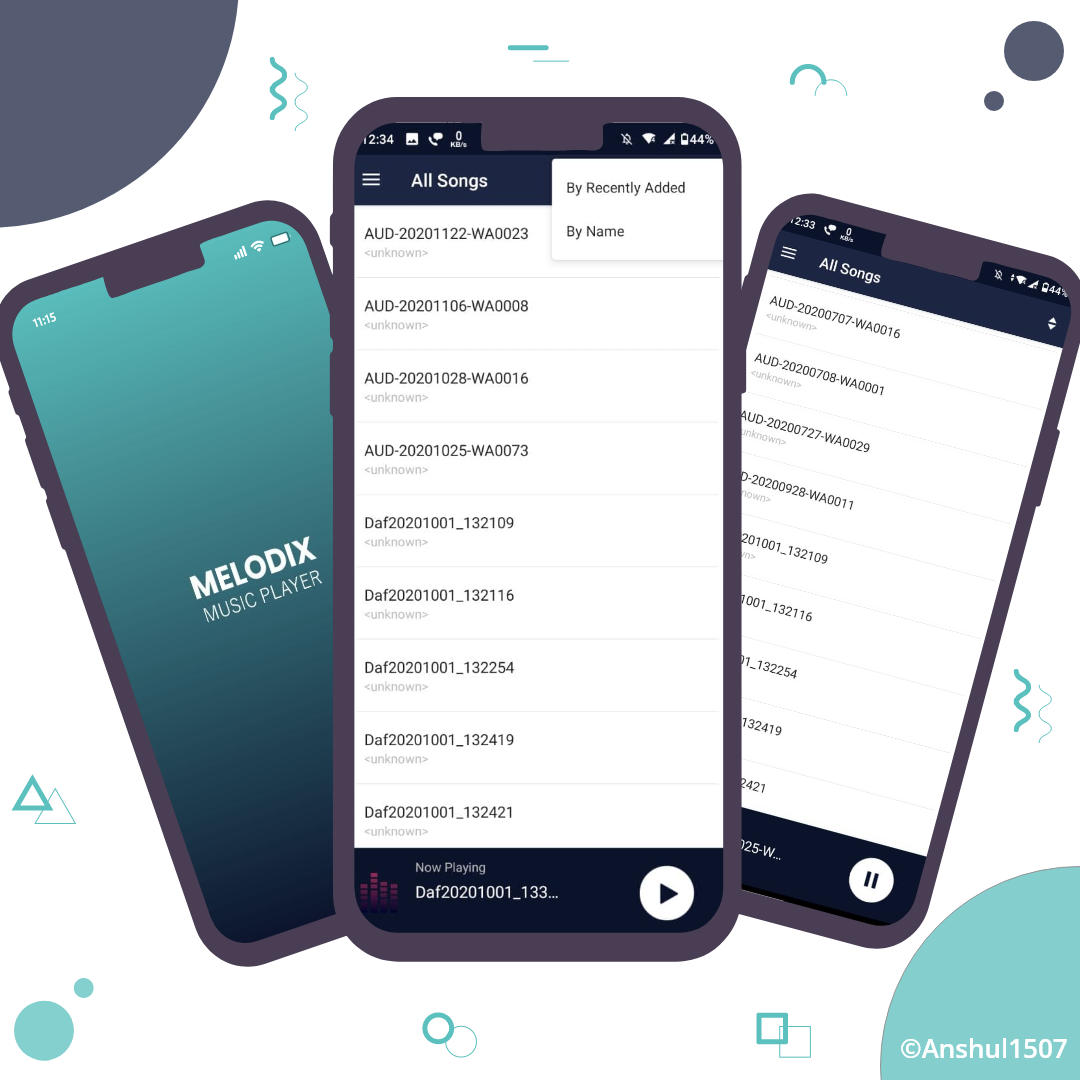 11:15
MELODIX
MUSIC PLAYER
12:34
0
KB/s
44%
All Songs
By Recently Added
By Name
AUD-20201122-WA0023
<unknown>
AUD-20201106-WA0008
<unknown>
AUD-20201028-WA0016
<unknown>
AUD-20201025-WA0073
<unknown>
Daf20201001_132109
<unknown>
Daf20201001_132116
<unknown>
Daf20201001_132254
<unknown>
Daf20201001_132419
<unknown>
Daf20201001_132421
<unknown>
Now Playing
Daf20201001_133...
12:33
0
KB/s
44%
All Songs
AUD-20200707-WA0016
<unknown>
AUD-20200708-WA0001
<unknown>
AUD-20200727-WA0029
unknown>
D-20200928-WA0011
nown>
201001_132109
wn>
1001_132116
01_132254
132419
2421
025-W...
©Anshul1507